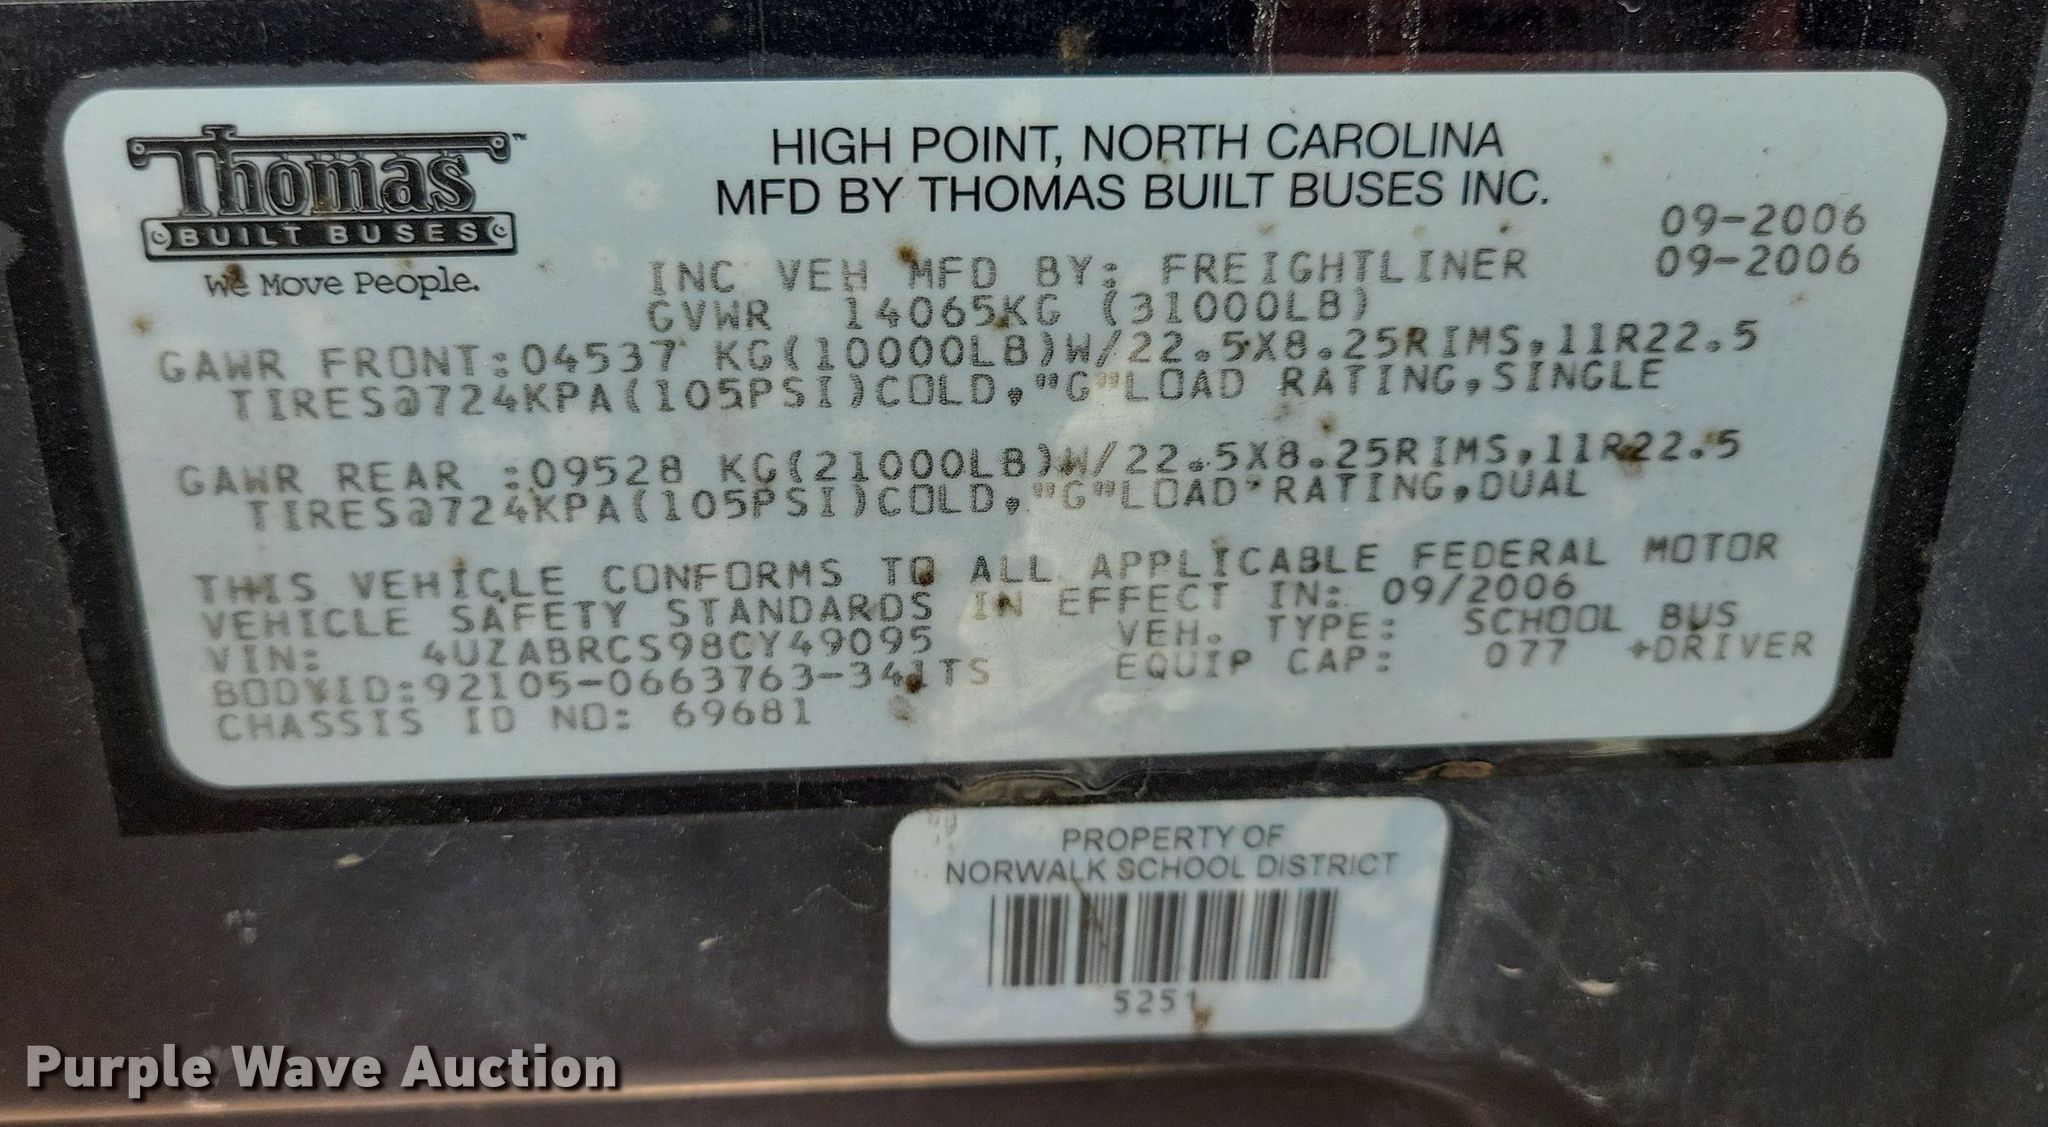 Thomas™
BUILT BUSES
We Move People.
HIGH POINT, NORTH CAROLINA
MFD BY THOMAS BUILT BUSES INC.
09-2006
INC VEH MFD BY: FREIGHTLINER 09-2006
GVWR 14065KG (31000LB)
GAWR FRONT:04537 KG(10000LB)W/22.5X8.25RIMS,11R22.5
TIRES@724KPA(105PSI)COLD,"G"LOAD RATING,SINGLE
GAWR REAR :09528 KG(21000LB)W/22.5X8.25RIMS,11R22.5
TIRES@724KPA(105PSI)COLD,"G"LOAD RATING,DUAL
THIS VEHICLE CONFORMS TO ALL APPLICABLE FEDERAL MOTOR
VEHICLE SAFETY STANDARDS IN EFFECT IN: 09/2006
VIN: 4UZABRCS98CY49095 VEH. TYPE: SCHOOL BUS
BODYID:92105-0663763-341TS EQUIP CAP: 077 +DRIVER
CHASSIS ID NO: 69681
PROPERTY OF
NORWALK SCHOOL DISTRICT
5251
Purple Wave Auction